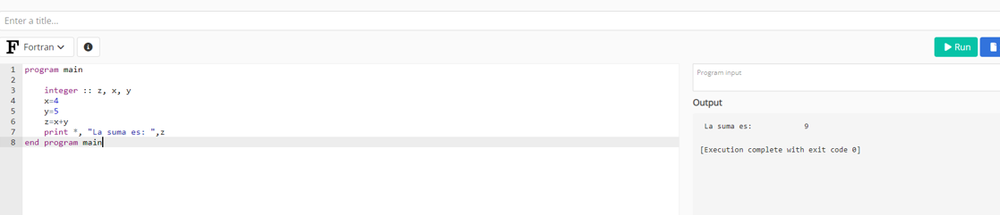 Enter a title...
F Fortran
Run
1 program main
2
3     integer :: z, x, y
4     x=4
5     y=5
6     z=x+y
7     print *, "La suma es: ",z
8 end program main
Program input
Output
La suma es:           9
[Execution complete with exit code 0]